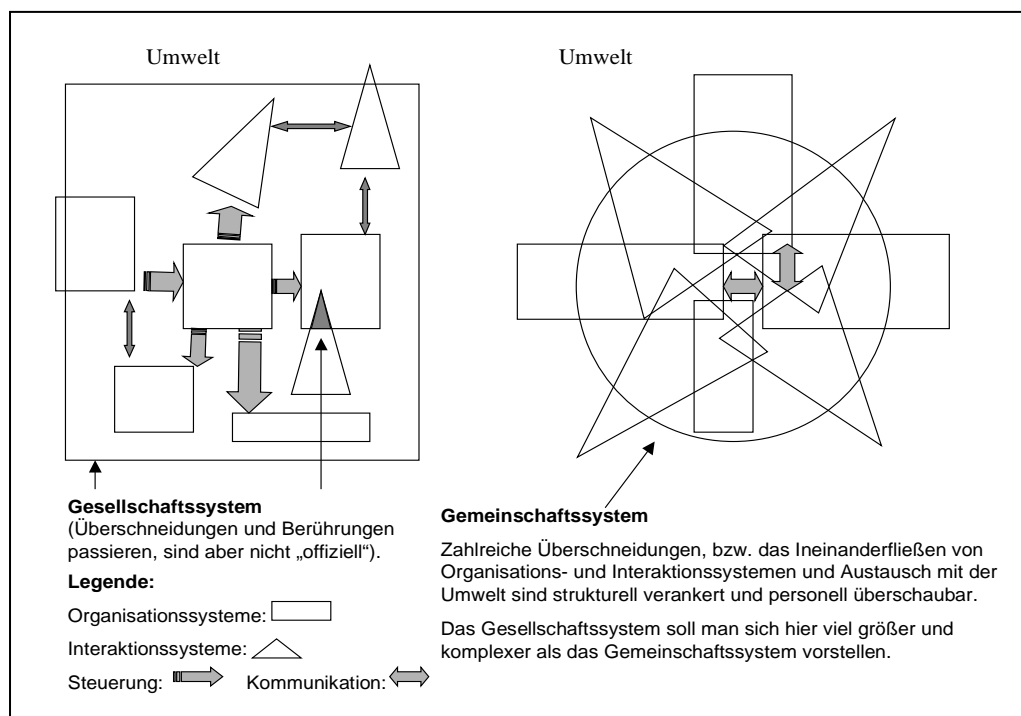 Umwelt
Umwelt
Gesellschaftssystem
(Überschneidungen und Berührungen
passieren, sind aber nicht „offiziell“).
Legende:
Organisationssysteme:
Interaktionssysteme:
Steuerung: Kommunikation:
Gemeinschaftssystem
Zahlreiche Überschneidungen, bzw. das Ineinanderfließen von
Organisations- und Interaktionssystemen und Austausch mit der
Umwelt sind strukturell verankert und personell überschaubar.
Das Gesellschaftssystem soll man sich hier viel größer und
komplexer als das Gemeinschaftssystem vorstellen.